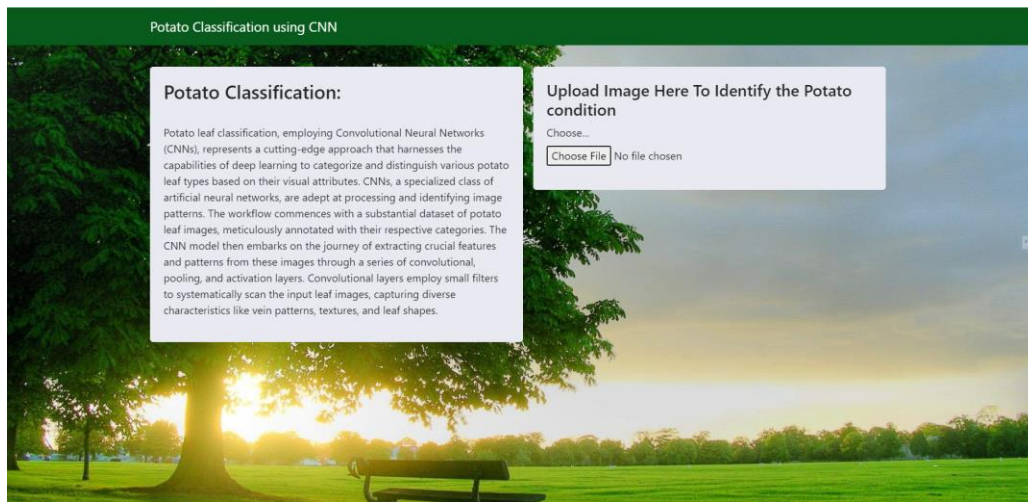 Potato Classification using CNN
Potato Classification:
Potato leaf classification, employing Convolutional Neural Networks
(CNNs), represents a cutting-edge approach that harnesses the
capabilities of deep learning to categorize and distinguish various potato
leaf types based on their visual attributes. CNNs, a specialized class of
artificial neural networks, are adept at processing and identifying image
patterns. The workflow commences with a substantial dataset of potato
leaf images, meticulously annotated with their respective categories. The
CNN model then embarks on the journey of extracting crucial features
and patterns from these images through a series of convolutional,
pooling, and activation layers. Convolutional layers employ small filters
to systematically scan the input leaf images, capturing diverse
characteristics like vein patterns, textures, and leaf shapes.
Upload Image Here To Identify the Potato
condition
Choose...
Choose File No file chosen